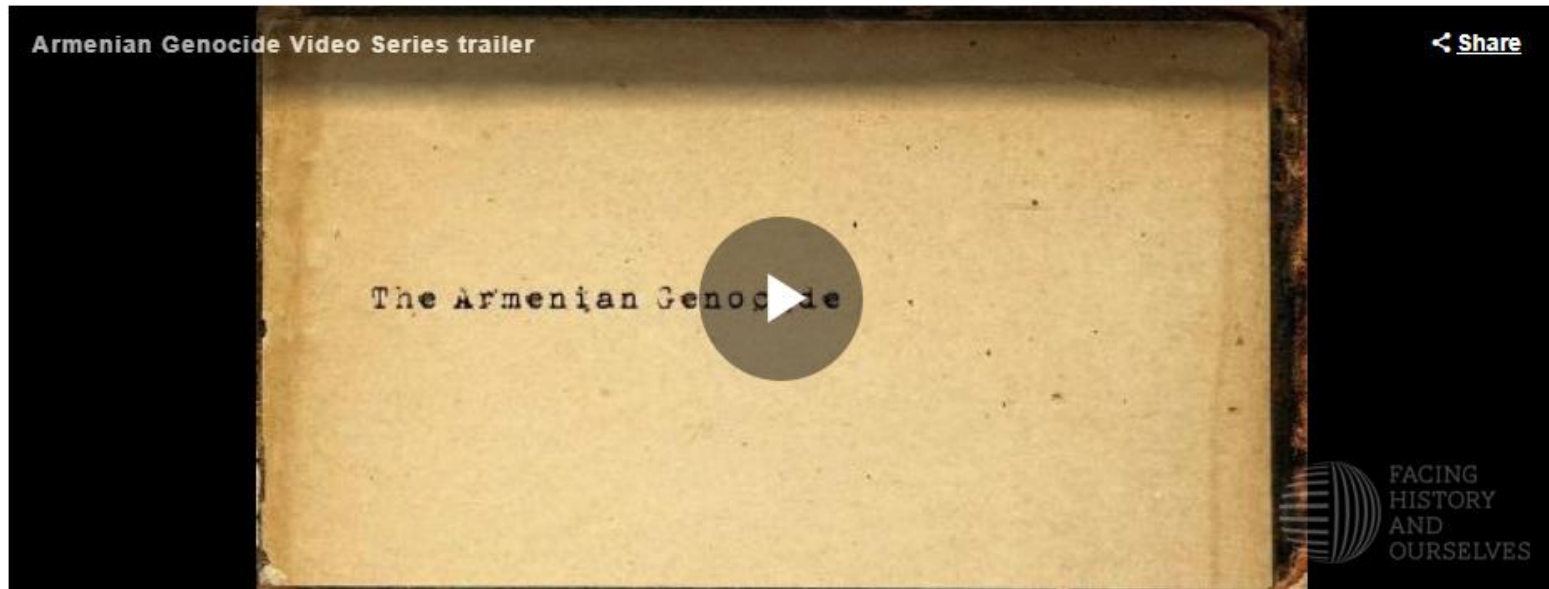 Armenian Genocide Video Series trailer
Share
The Armenian Genocide
FACING
HISTORY
AND
OURSELVES